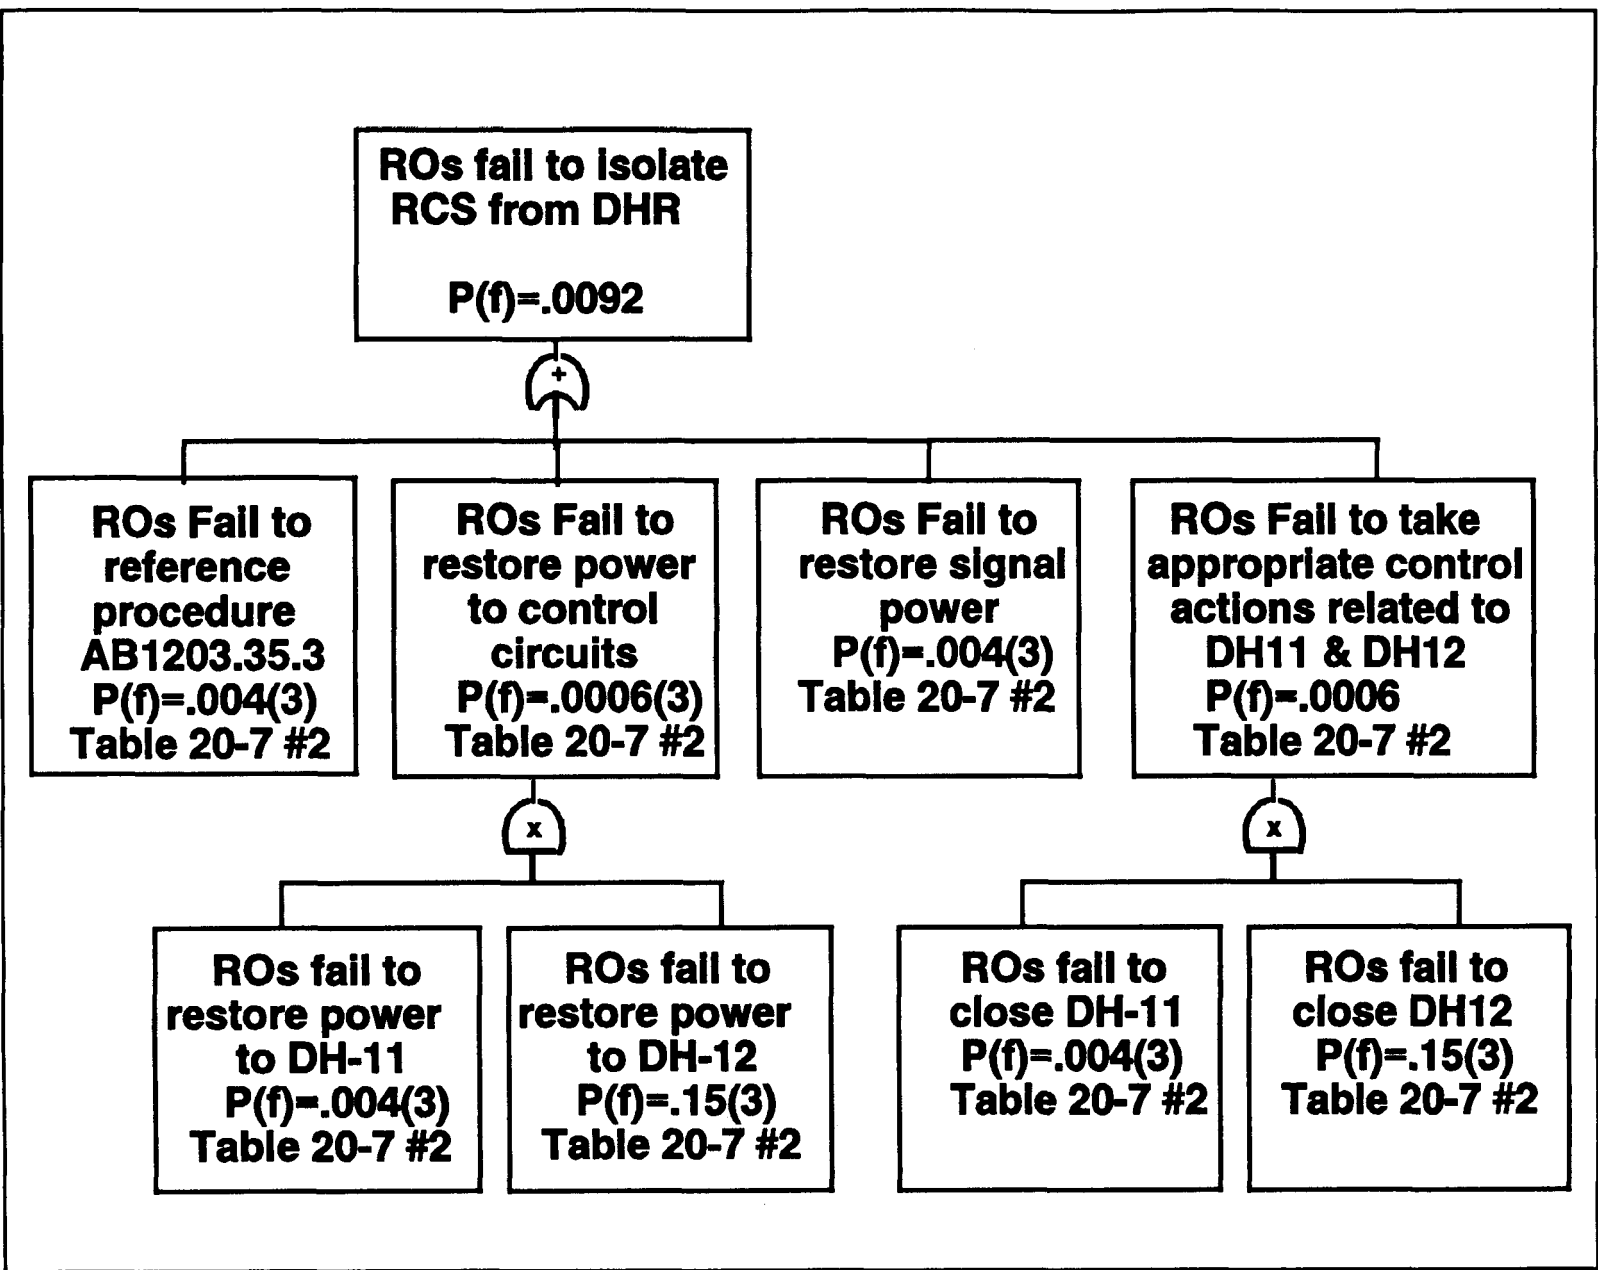 ROs fail to isolate
RCS from DHR
P(f)=.0092
+
ROs Fail to
reference
procedure
AB1203.35.3
P(f)=.004(3)
Table 20-7 #2
ROs Fail to
restore power
to control
circuits
P(f)=.0006(3)
Table 20-7 #2
ROs Fail to
restore signal
power
P(f)=.004(3)
Table 20-7 #2
ROs Fail to take
appropriate control
actions related to
DH11 & DH12
P(f)=.0006
Table 20-7 #2
x
x
ROs fail to
restore power
to DH-11
P(f)=.004(3)
Table 20-7 #2
ROs fail to
restore power
to DH-12
P(f)=.15(3)
Table 20-7 #2
ROs fail to
close DH-11
P(f)=.004(3)
Table 20-7 #2
ROs fail to
close DH12
P(f)=.15(3)
Table 20-7 #2